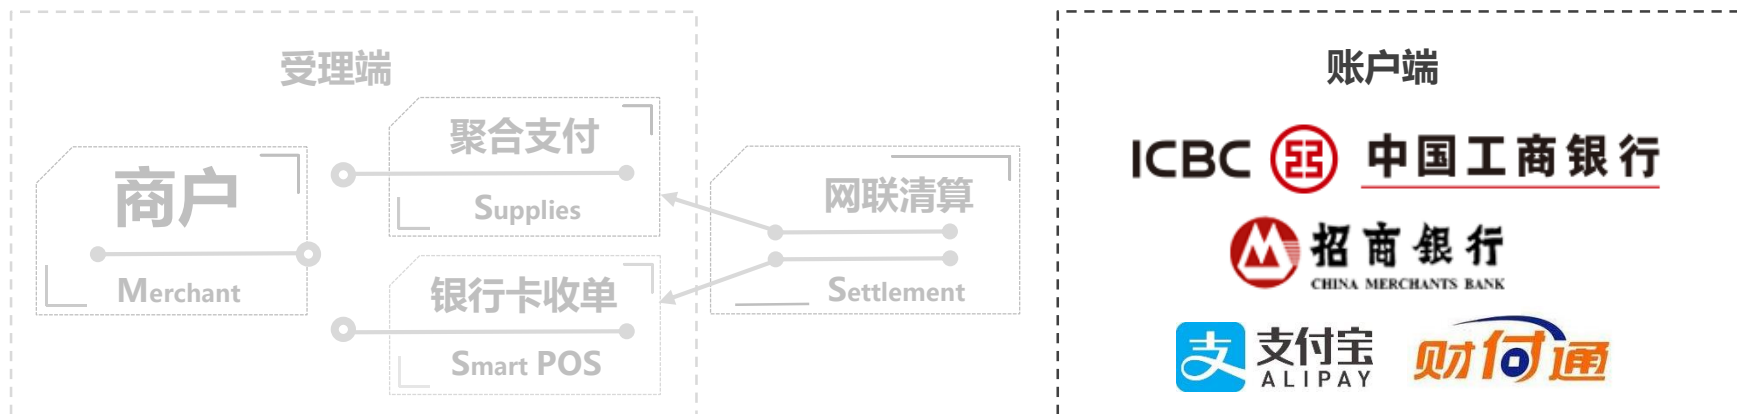 受理端
商户
Merchant
聚合支付
Supplies
银行卡收单
Smart POS
网联清算
Settlement
账户端
ICBC 中国工商银行
招商银行
CHINA MERCHANTS BANK
支 支付宝
ALIPAY
财付通